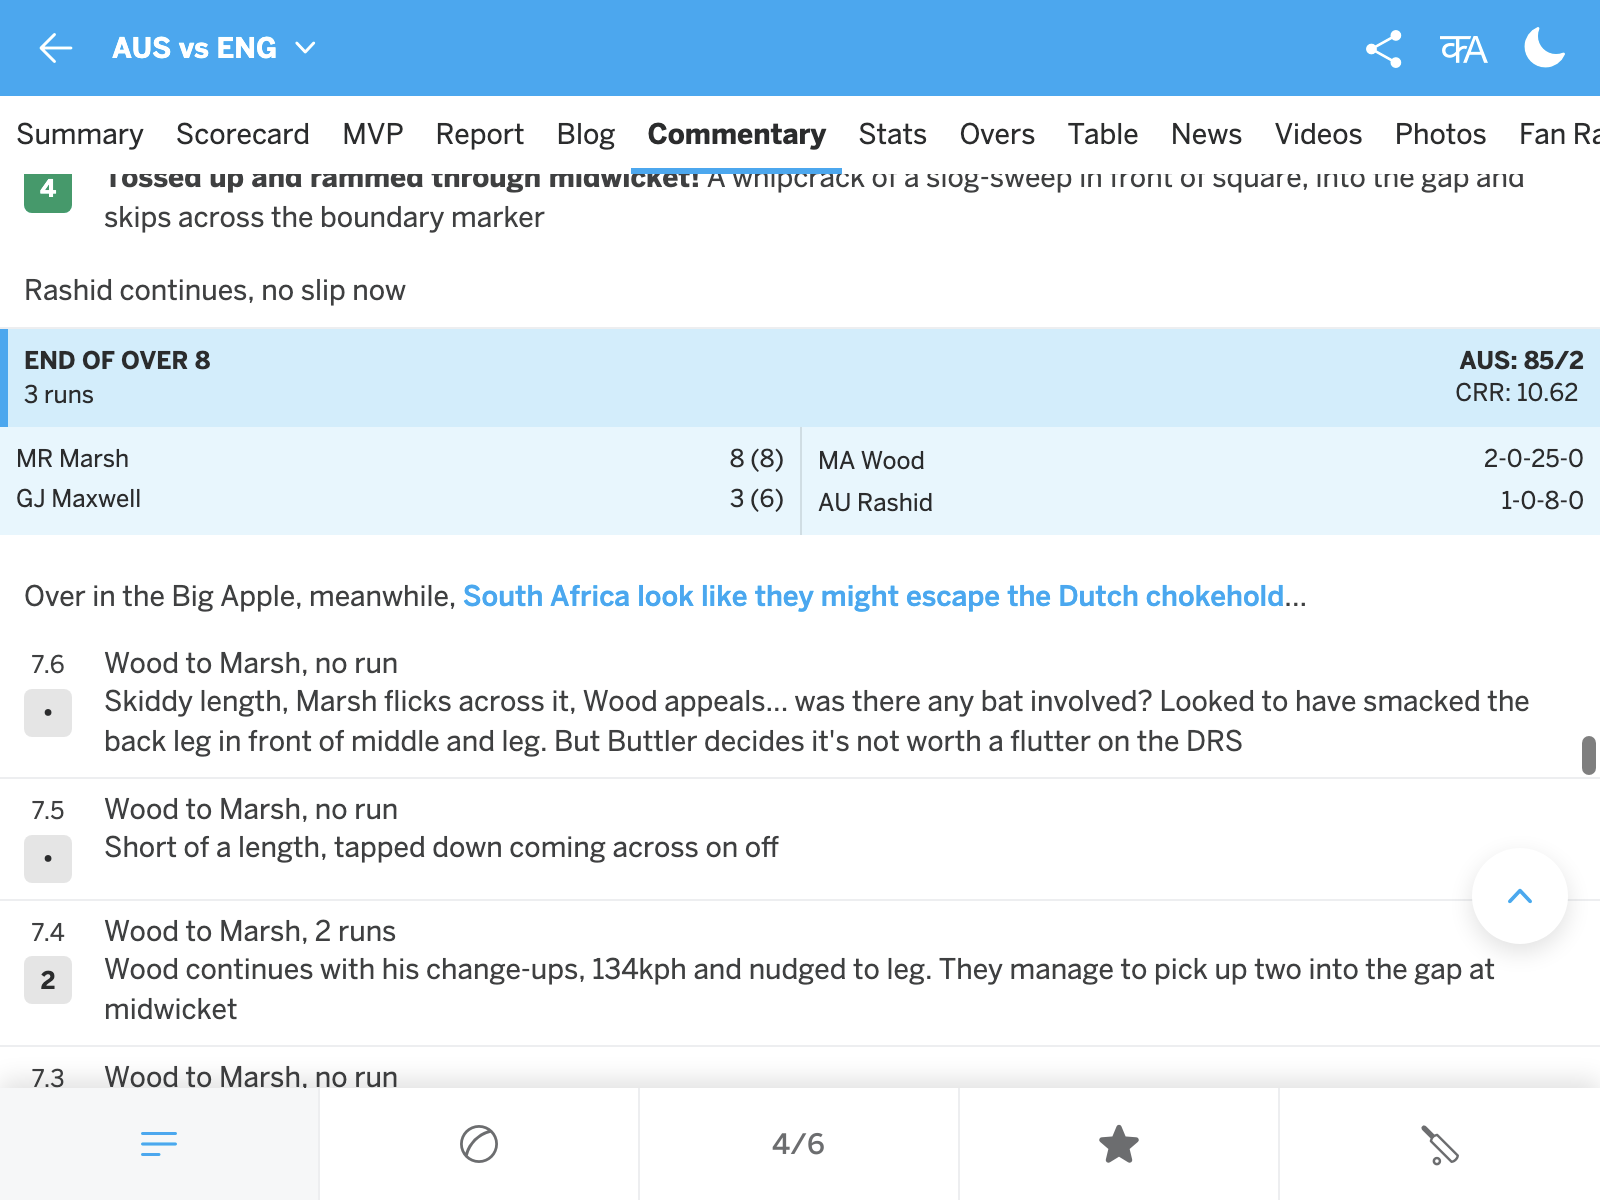 AUS vs ENG
क A
Summary Scorecard MVP Report Blog Commentary Stats Overs Table News Videos Photos Fan Ra
4
Tossed up and rammed through midwicket! A whipcrack of a slog-sweep in front of square, into the gap and
skips across the boundary marker
Rashid continues, no slip now
END OF OVER 8
AUS: 85/2
3 runs
CRR: 10.62
MR Marsh 8 (8)
GJ Maxwell 3 (6)
MA Wood 2-0-25-0
AU Rashid 1-0-8-0
Over in the Big Apple, meanwhile, South Africa look like they might escape the Dutch chokehold...
7.6 Wood to Marsh, no run
• Skiddy length, Marsh flicks across it, Wood appeals... was there any bat involved? Looked to have smacked the
back leg in front of middle and leg. But Buttler decides it's not worth a flutter on the DRS
7.5 Wood to Marsh, no run
• Short of a length, tapped down coming across on off
7.4 Wood to Marsh, 2 runs
2 Wood continues with his change-ups, 134kph and nudged to leg. They manage to pick up two into the gap at
midwicket
7.3 Wood to Marsh, no run
4/6